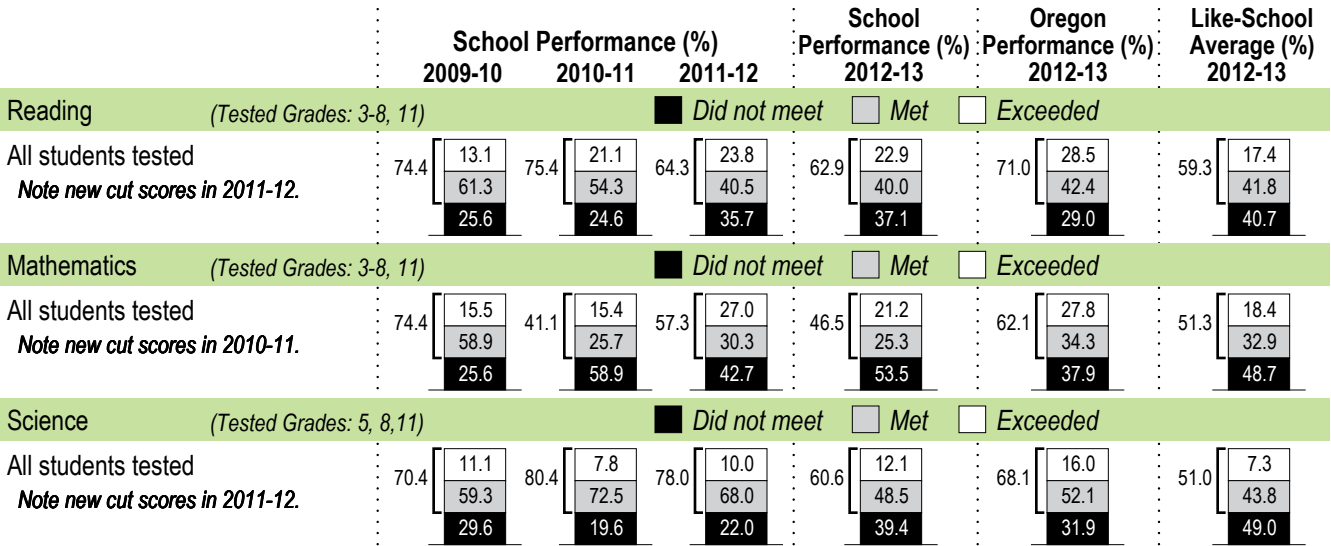 School Performance (%)
2009-10 2010-11 2011-12
School
Performance (%)
2012-13
Oregon
Performance (%)
2012-13
Like-School
Average (%)
2012-13
Reading (Tested Grades: 3-8, 11) Did not meet Met Exceeded
All students tested
Note new cut scores in 2011-12.
74.4 13.1 75.4 21.1 64.3 23.8 62.9 22.9 71.0 28.5 59.3 17.4
61.3 54.3 40.5 40.0 42.4 41.8
25.6 24.6 35.7 37.1 29.0 40.7
Mathematics (Tested Grades: 3-8, 11) Did not meet Met Exceeded
All students tested
Note new cut scores in 2010-11.
74.4 15.5 41.1 15.4 57.3 27.0 46.5 21.2 62.1 27.8 51.3 18.4
58.9 25.7 30.3 25.3 34.3 32.9
25.6 58.9 42.7 53.5 37.9 48.7
Science (Tested Grades: 5, 8,11) Did not meet Met Exceeded
All students tested
Note new cut scores in 2011-12.
70.4 11.1 80.4 7.8 78.0 10.0 60.6 12.1 68.1 16.0 51.0 7.3
59.3 72.5 68.0 48.5 52.1 43.8
29.6 19.6 22.0 39.4 31.9 49.0